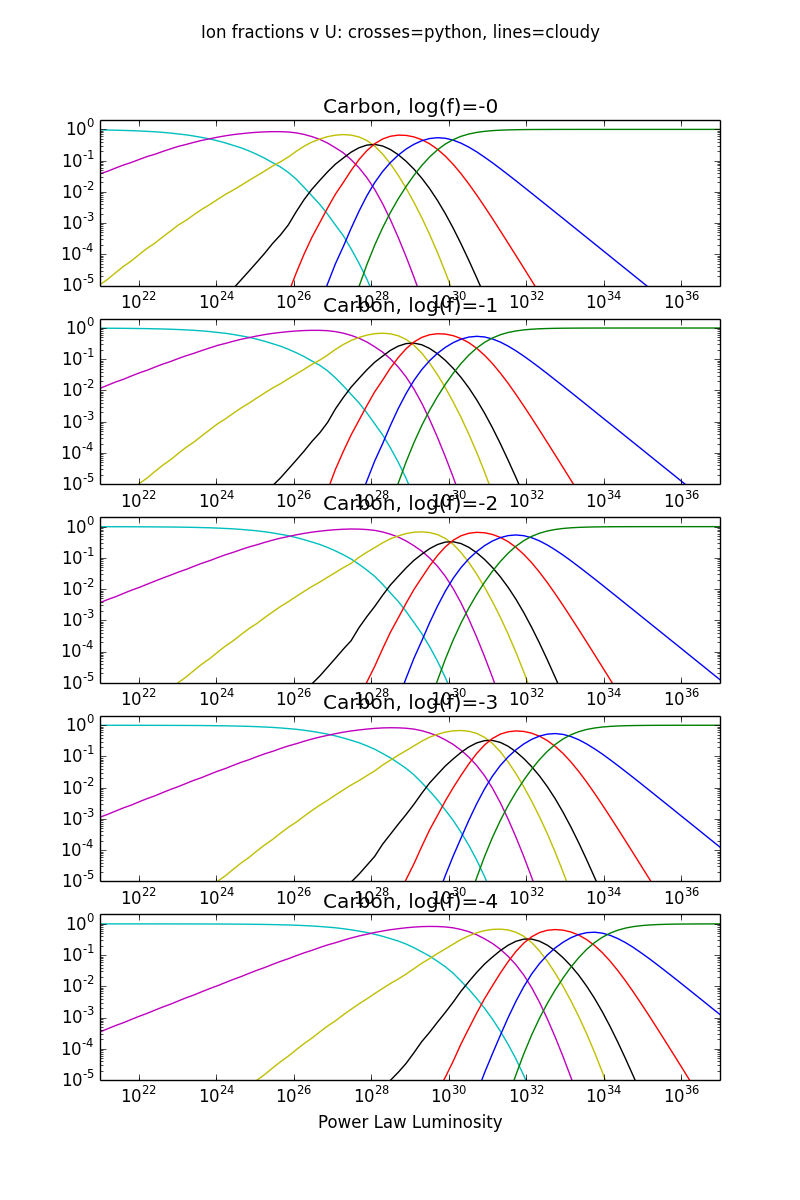 Ion fractions v U: crosses=python, lines=cloudy
Carbon, log(f)=-0
10^0
10^-1
10^-2
10^-3
10^-4
10^-5
10^22 10^24 10^26 10^28 10^30 10^32 10^34 10^36
Carbon, log(f)=-1
10^0
10^-1
10^-2
10^-3
10^-4
10^-5
10^22 10^24 10^26 10^28 10^30 10^32 10^34 10^36
Carbon, log(f)=-2
10^0
10^-1
10^-2
10^-3
10^-4
10^-5
10^22 10^24 10^26 10^28 10^30 10^32 10^34 10^36
Carbon, log(f)=-3
10^0
10^-1
10^-2
10^-3
10^-4
10^-5
10^22 10^24 10^26 10^28 10^30 10^32 10^34 10^36
Carbon, log(f)=-4
10^0
10^-1
10^-2
10^-3
10^-4
10^-5
10^22 10^24 10^26 10^28 10^30 10^32 10^34 10^36
Power Law Luminosity